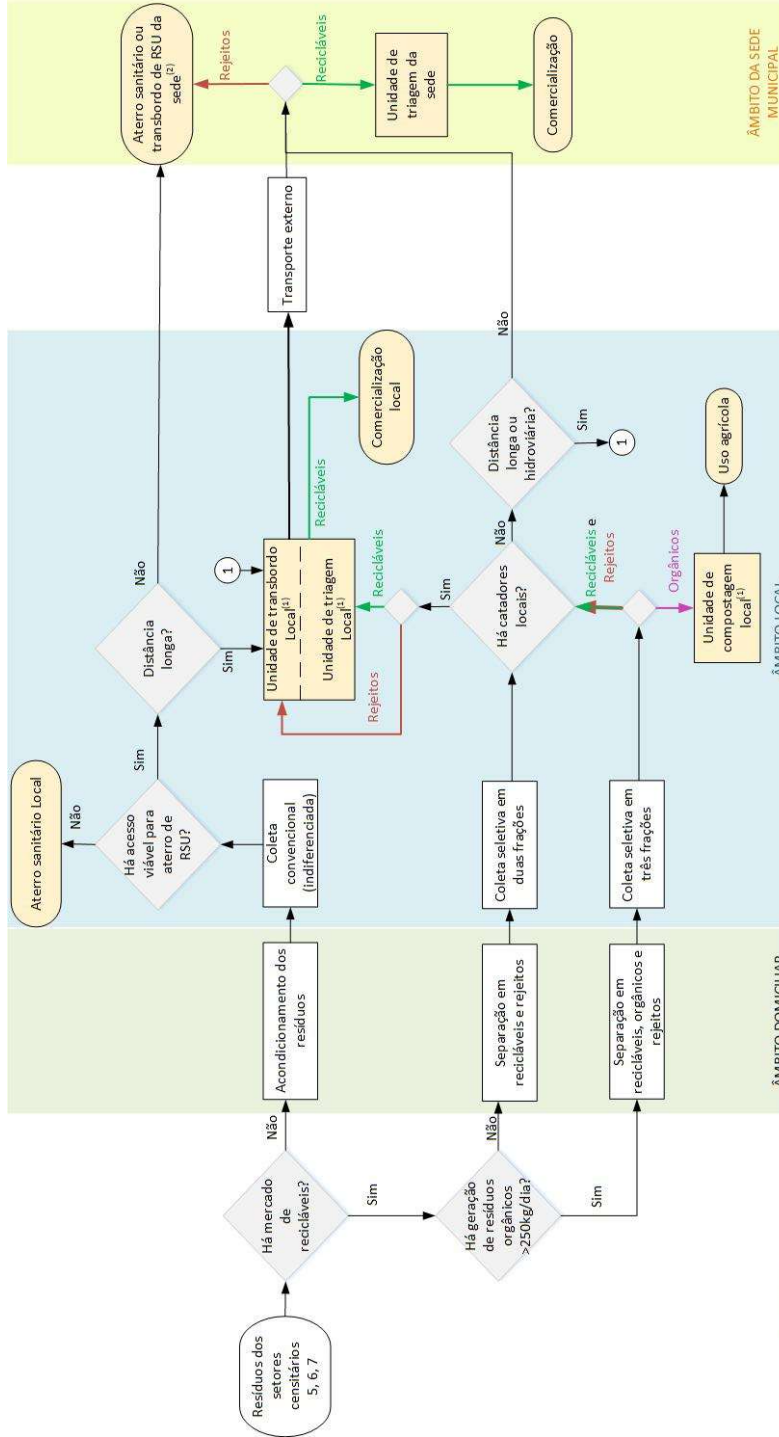 Resíduos dos
setores
censitários
5, 6, 7
Há mercado
de
recicláveis?
Não
Sim
Há geração
de resíduos
orgânicos
>250kg/dia?
Não
Sim
Acondicionamento dos
resíduos
Separação em
recicláveis e rejeitos
Separação em
recicláveis, orgânicos e
rejeitos
ÂMBITO DOMICILIAR
Coleta
convencional
(indiferenciada)
Coleta seletiva em
duas frações
Coleta seletiva em
três frações
Aterro sanitário Local
Não
Há acesso
viável para
aterro de
RSU?
Sim
Distância
longa?
Não
Sim
1
Unidade de transbordo
Local(1)
Unidade de triagem
Local(1)
Rejeitos
Recicláveis
Recicláveis
Comercialização
local
Sim
Há catadores
locais?
Não
Distância
longa ou
hidroviária?
Não
Sim
1
Recicláveis e
Rejeitos
Orgânicos
Unidade de
compostagem
local(1)
Uso agrícola
ÂMBITO LOCAL
Transporte externo
Aterro sanitário ou
transbordo de RSU da
sede(2)
Rejeitos
Recicláveis
Unidade de
triagem da
sede
Comercialização
ÂMBITO DA SEDE
MUNICIPAL